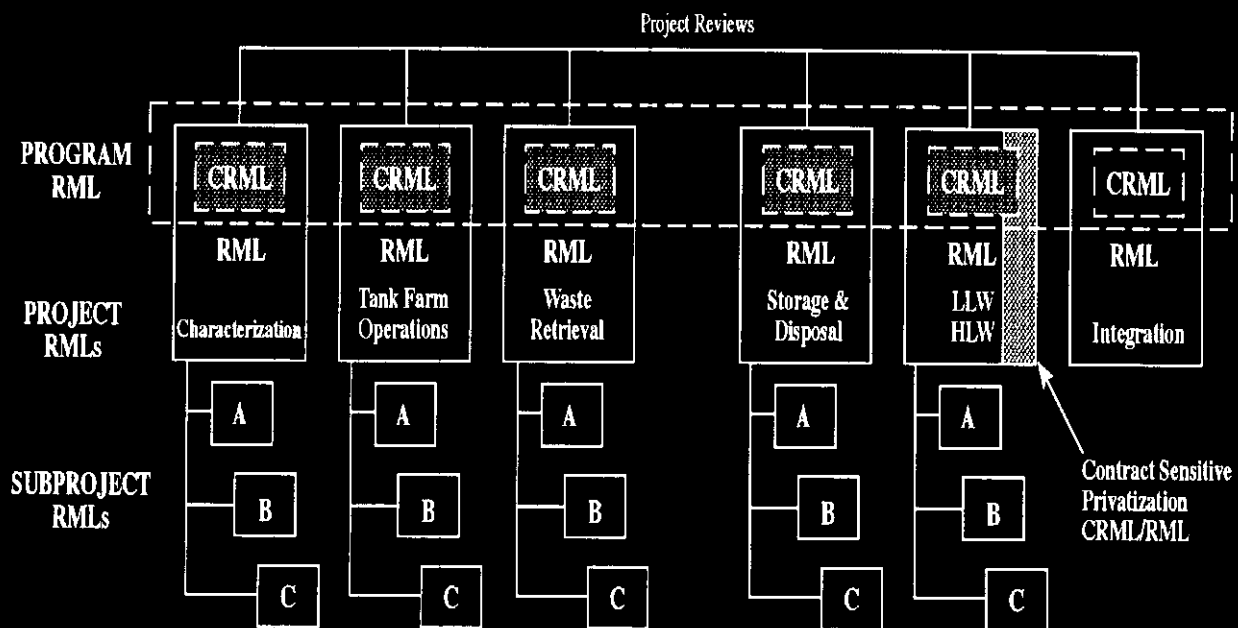 Project Reviews
PROGRAM
RML
CRML
CRML
CRML
CRML
CRML
CRML
RML
RML
RML
RML
RML
RML
PROJECT
RMLs
Characterization
Tank Farm
Operations
Waste
Retrieval
Storage &
Disposal
LLW
HLW
Integration
SUBPROJECT
RMLs
A
A
A
A
A
B
B
B
B
B
C
C
C
C
C
Contract Sensitive
Privatization
CRML/RML